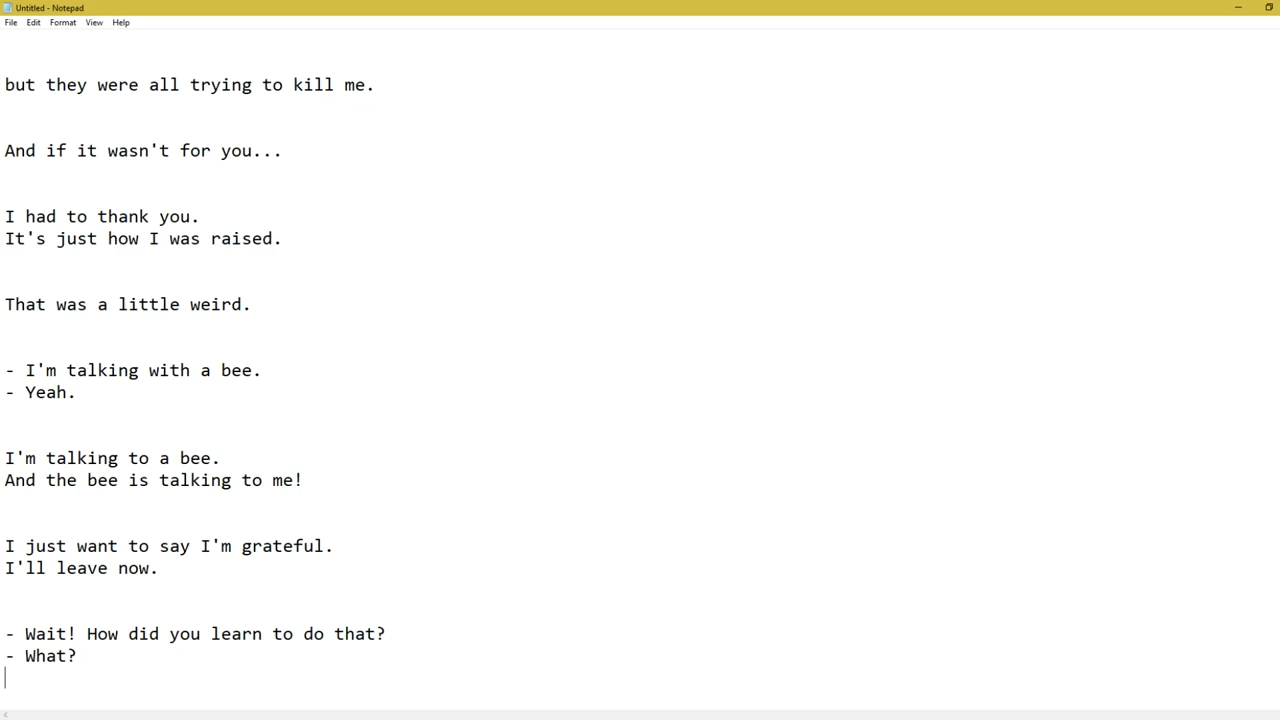 Untitled - Notepad
File Edit Format View Help
but they were all trying to kill me.
And if it wasn't for you...
I had to thank you.
It's just how I was raised.
That was a little weird.
- I'm talking with a bee.
- Yeah.
I'm talking to a bee.
And the bee is talking to me!
I just want to say I'm grateful.
I'll leave now.
- Wait! How did you learn to do that?
- What?